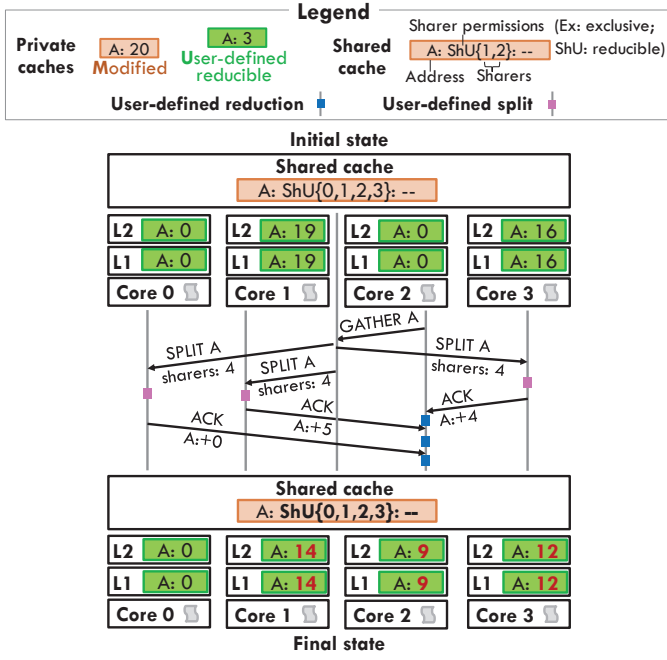 Legend
Private caches
A: 20
Modified
A: 3
User-defined reducible
Shared cache
Sharer permissions
(Ex: exclusive; ShU: reducible)
A: ShU{1,2}: --
Address
Sharers
User-defined reduction
User-defined split
Initial state
Shared cache
A: ShU{0,1,2,3}: --
L2 A: 0 L2 A: 19 L2 A: 0 L2 A: 16
L1 A: 0 L1 A: 19 L1 A: 0 L1 A: 16
Core 0 Core 1 Core 2 Core 3
GATHER A
SPLIT A
sharers: 4
SPLIT A
sharers: 4
SPLIT A
sharers: 4
ACK
A:+0
ACK
A:+5
ACK
A:+4
Shared cache
A: ShU{0,1,2,3}: --
L2 A: 0 L2 A: 14 L2 A: 9 L2 A: 12
L1 A: 0 L1 A: 14 L1 A: 9 L1 A: 12
Core 0 Core 1 Core 2 Core 3
Final state